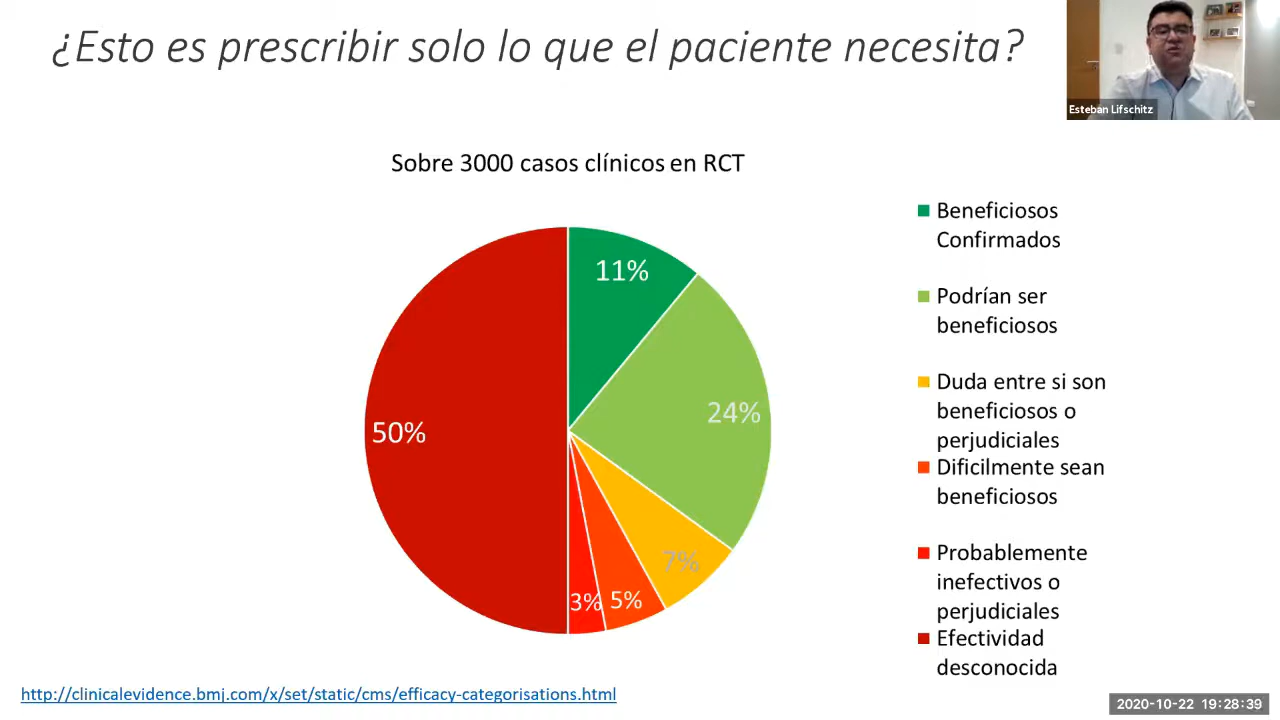 ¿Esto es prescribir solo lo que el paciente necesita?
Esteban Lifschitz
Sobre 3000 casos clínicos en RCT
11%
24%
7%
5%
3%
50%
Beneficiosos
Confirmados
Podrían ser
beneficiosos
Duda entre si son
beneficiosos o
perjudiciales
Dificilmente sean
beneficiosos
Probablemente
inefectivos o
perjudiciales
Efectividad
desconocida
http://clinicalevidence.bmj.com/x/set/static/cms/efficacy-categorisations.html
2020-10-22 19:28:39